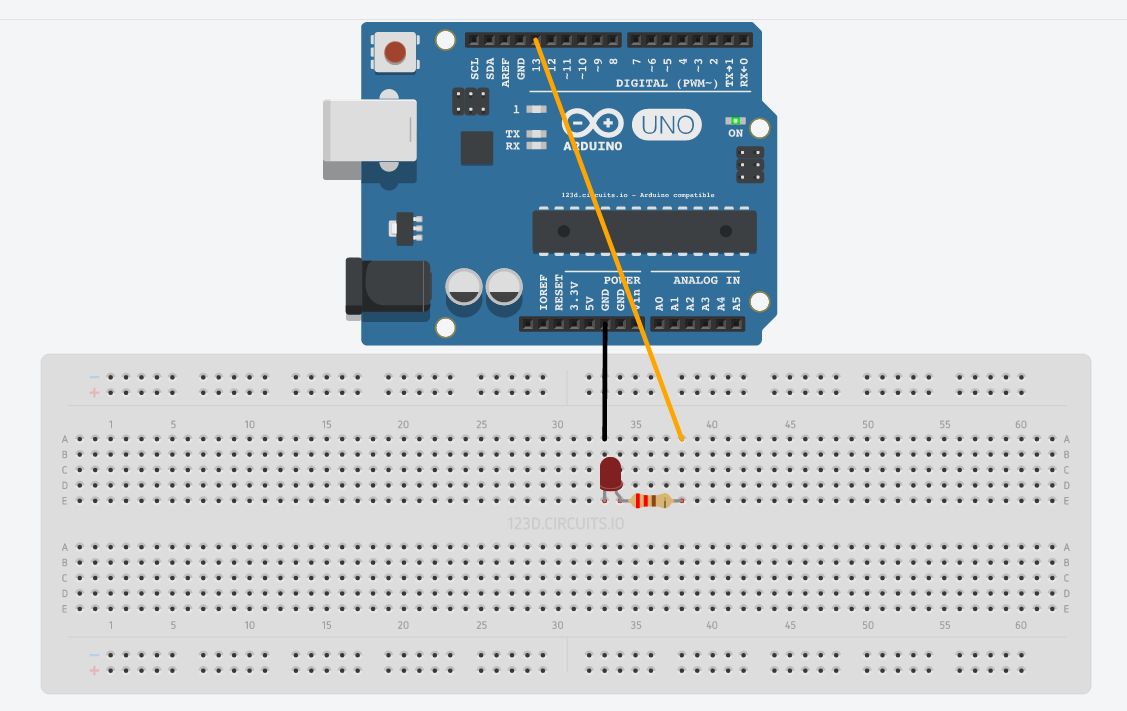 SCL SDA AREF GND 13 12 ~11 ~10 ~9 8 7 ~6 ~5 4 ~3 2 TX→1 RX←0
DIGITAL (PWM~)
1
TX
RX
UNO
ARDUINO
ON
123d.circuits.io - Arduino compatible
POWER
ANALOG IN
IOREF RESET 3.3V 5V GND GND Vin A0 A1 A2 A3 A4 A5
−
+
1 5 10 15 20 25 30 35 40 45 50 55 60
A A
B B
C C
D D
E E
123D.CIRCUITS.IO
A A
B B
C C
D D
E E
1 5 10 15 20 25 30 35 40 45 50 55 60
−
+